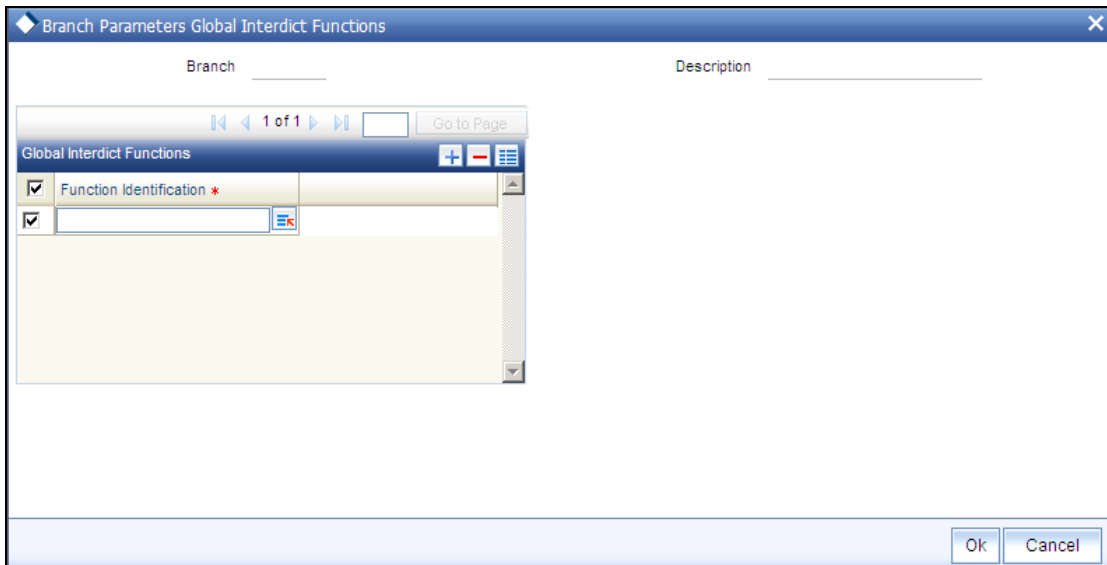 Branch Parameters Global Interdict Functions
Branch
Description
1 of 1
Go to Page
Global Interdict Functions
Function Identification *
Ok
Cancel